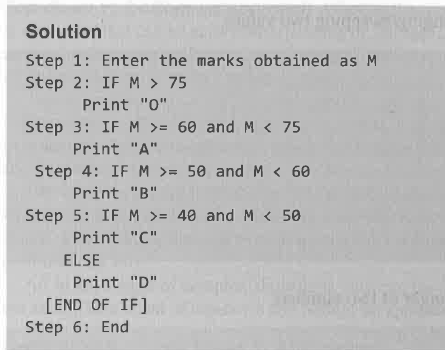 Solution
Step 1: Enter the marks obtained as M
Step 2: IF M > 75
Print "O"
Step 3: IF M >= 60 and M < 75
Print "A"
Step 4: IF M >= 50 and M < 60
Print "B"
Step 5: IF M >= 40 and M < 50
Print "C"
ELSE
Print "D"
[END OF IF]
Step 6: End